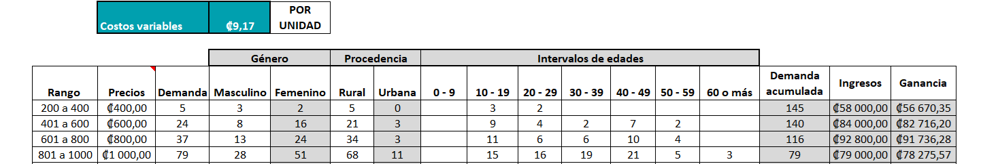 Costos variables ₡9,17 POR UNIDAD
Género Procedencia Intervalos de edades
Rango Precios Demanda Masculino Femenino Rural Urbana 0 - 9 10 - 19 20 - 29 30 - 39 40 - 49 50 - 59 60 o más Demanda acumulada Ingresos Ganancia
200 a 400 ₡400,00 5 3 2 5 0 3 2 145 ₡58 000,00 ₡56 670,35
401 a 600 ₡600,00 24 8 16 21 3 9 4 2 7 2 140 ₡84 000,00 ₡82 716,20
601 a 800 ₡800,00 37 13 24 34 3 11 6 6 10 4 116 ₡92 800,00 ₡91 736,28
801 a 1000 ₡1 000,00 79 28 51 68 11 15 16 19 21 5 3 79 ₡79 000,00 ₡78 275,57